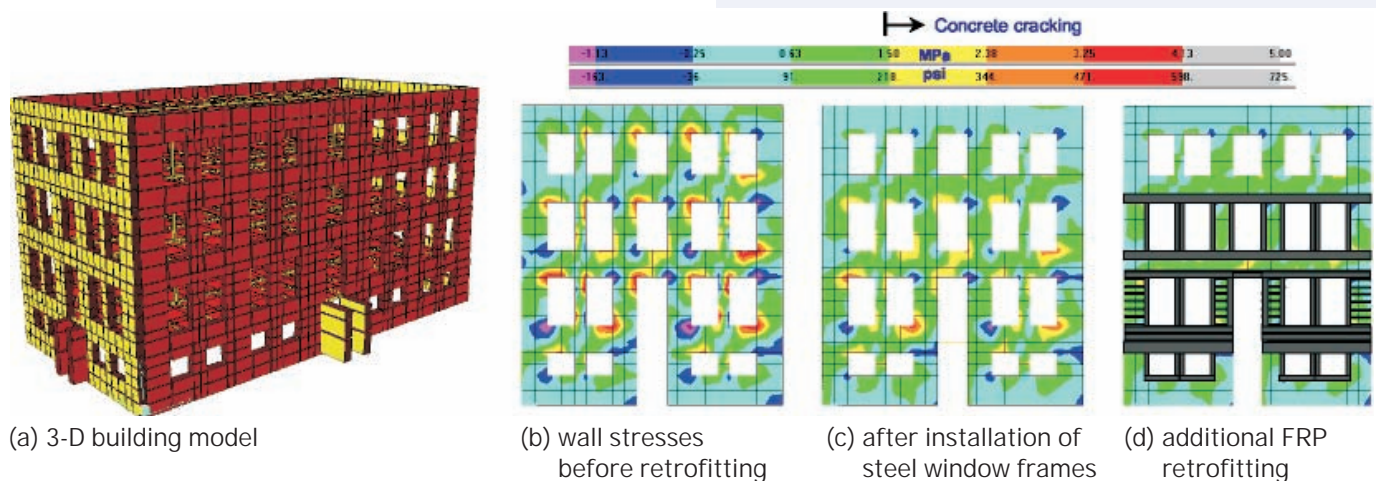 Concrete cracking
-1.13 -0.25 0.63 1.50 MPa 2.38 3.25 4.13 5.00
-163. -36. 91. 218. psi 344. 471. 598. 725.
(a) 3-D building model
(b) wall stresses
before retrofitting
(c) after installation of
steel window frames
(d) additional FRP
retrofitting